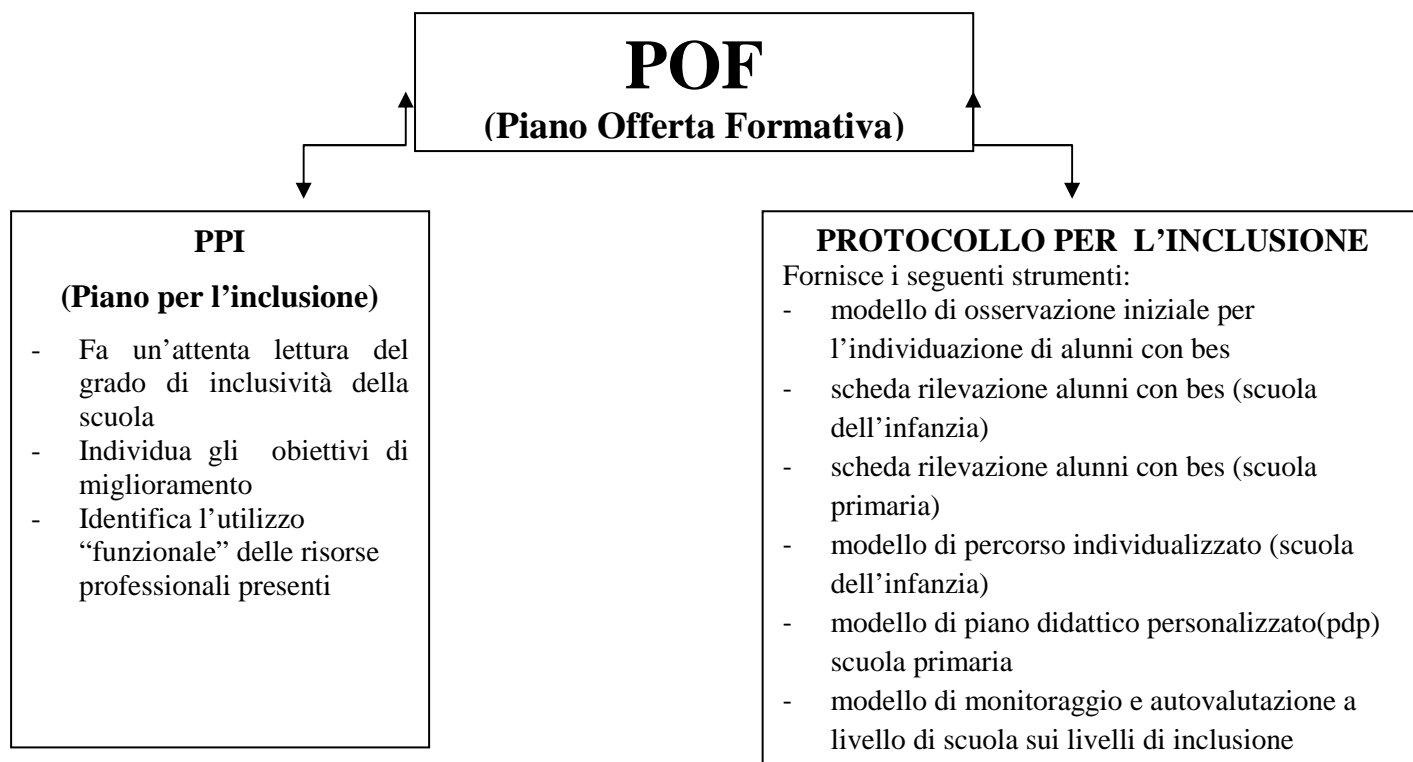 POF
(Piano Offerta Formativa)
PPI
(Piano per l’inclusione)
- Fa un’attenta lettura del
grado di inclusività della
scuola
- Individua gli obiettivi di
miglioramento
- Identifica l’utilizzo
“funzionale” delle risorse
professionali presenti
PROTOCOLLO PER L’INCLUSIONE
Fornisce i seguenti strumenti:
- modello di osservazione iniziale per
l’individuazione di alunni con bes
- scheda rilevazione alunni con bes (scuola
dell’infanzia)
- scheda rilevazione alunni con bes (scuola
primaria)
- modello di percorso individualizzato (scuola
dell’infanzia)
- modello di piano didattico personalizzato(pdp)
scuola primaria
- modello di monitoraggio e autovalutazione a
livello di scuola sui livelli di inclusione